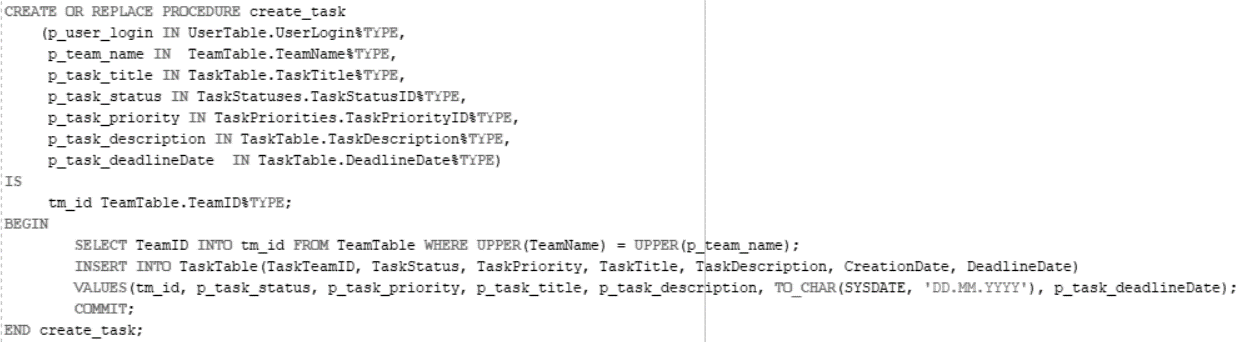 CREATE OR REPLACE PROCEDURE create_task
(p_user_login IN UserTable.UserLogin%TYPE,
p_team_name IN  TeamTable.TeamName%TYPE,
p_task_title IN TaskTable.TaskTitle%TYPE,
p_task_status IN TaskStatuses.TaskStatusID%TYPE,
p_task_priority IN TaskPriorities.TaskPriorityID%TYPE,
p_task_description IN TaskTable.TaskDescription%TYPE,
p_task_deadlineDate  IN TaskTable.DeadlineDate%TYPE)
IS
tm_id TeamTable.TeamID%TYPE;
BEGIN
SELECT TeamID INTO tm_id FROM TeamTable WHERE UPPER(TeamName) = UPPER(p_team_name);
INSERT INTO TaskTable(TaskTeamID, TaskStatus, TaskPriority, TaskTitle, TaskDescription, CreationDate, DeadlineDate)
VALUES(tm_id, p_task_status, p_task_priority, p_task_title, p_task_description, TO_CHAR(SYSDATE, 'DD.MM.YYYY'), p_task_deadlineDate);
COMMIT;
END create_task;